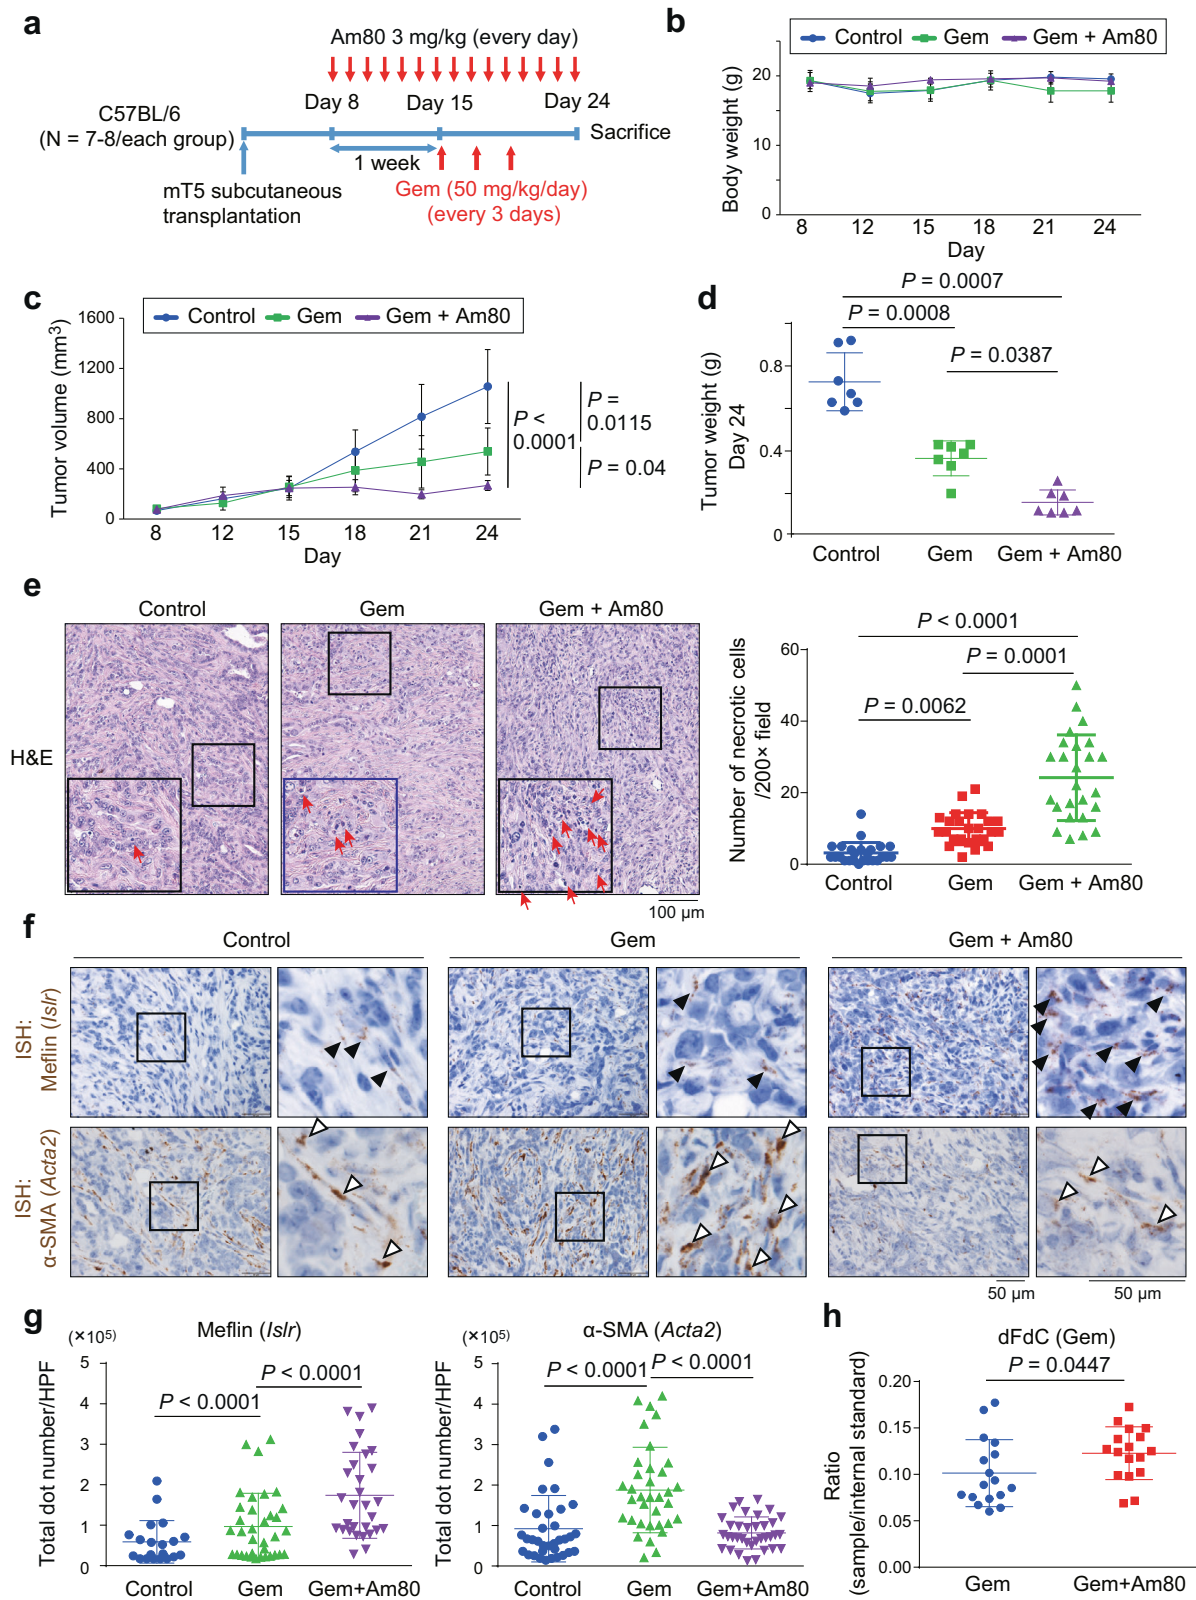 a
Am80 3 mg/kg (every day)
Day 8
Day 15
Day 24
C57BL/6
(N = 7-8/each group)
Sacrifice
1 week
mT5 subcutaneous
transplantation
Gem (50 mg/kg/day)
(every 3 days)
b
Control
Gem
Gem + Am80
Body weight (g)
20
10
0
8
12
15
18
21
24
Day
c
Control
Gem
Gem + Am80
Tumor volume (mm3)
1600
1200
800
400
0
8
12
15
18
21
24
Day
P <
0.0001
P =
0.0115
P = 0.04
d
P = 0.0007
P = 0.0008
P = 0.0387
Tumor weight (g)
Day 24
0.8
0.4
0
Control
Gem
Gem + Am80
e
Control
Gem
Gem + Am80
H&E
100 µm
P < 0.0001
P = 0.0001
P = 0.0062
Number of necrotic cells
/200× field
60
40
20
0
Control
Gem
Gem + Am80
f
Control
Gem
Gem + Am80
ISH:
Meflin (Islr)
ISH:
α-SMA (Acta2)
50 µm
50 µm
g
(×10⁵)
Meflin (Islr)
P < 0.0001
P < 0.0001
Total dot number/HPF
5
4
3
2
1
0
Control
Gem
Gem+Am80
(×10⁵)
α-SMA (Acta2)
P < 0.0001
P < 0.0001
Total dot number/HPF
5
4
3
2
1
0
Control
Gem
Gem+Am80
h
dFdC (Gem)
P = 0.0447
Ratio
(sample/internal standard)
0.20
0.15
0.10
0.05
0.00
Gem
Gem+Am80